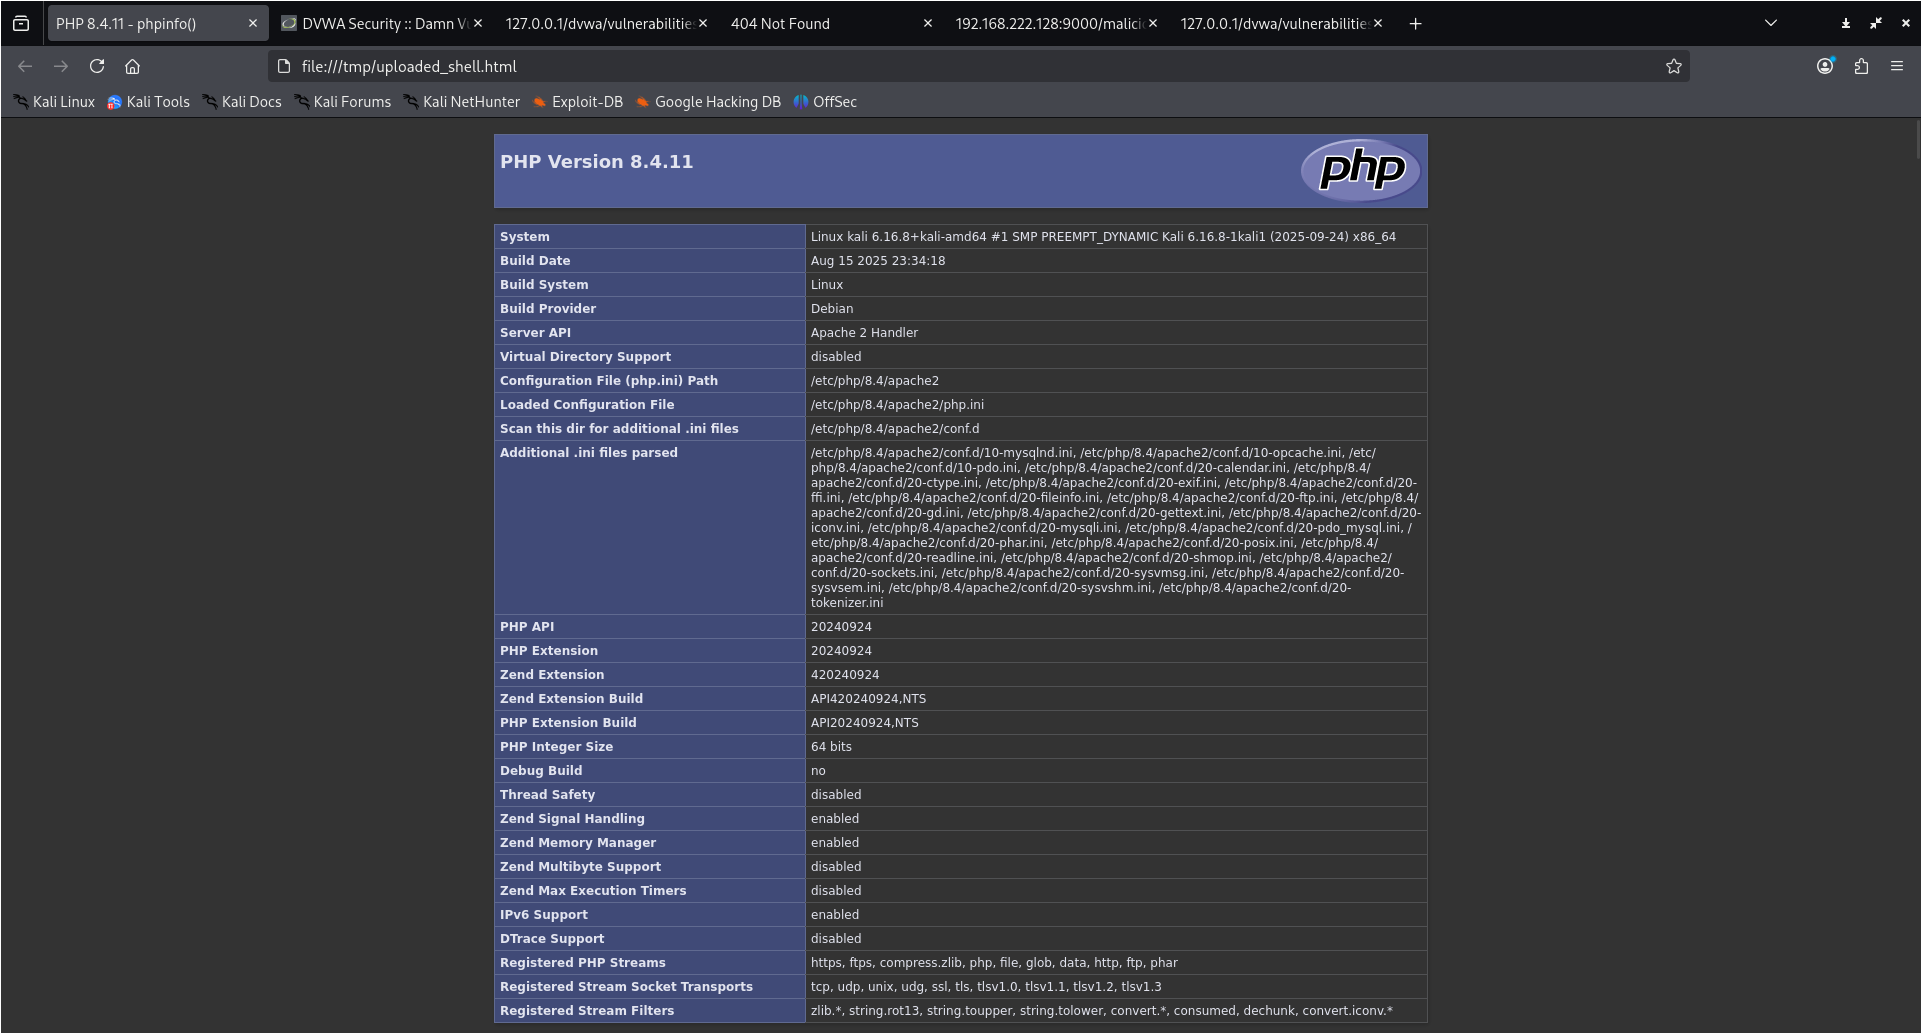 PHP 8.4.11 - phpinfo()
DVWA Security :: Damn Vu
127.0.0.1/dvwa/vulnerabilities
404 Not Found
192.168.222.128:9000/malici
127.0.0.1/dvwa/vulnerabilities
file:///tmp/uploaded_shell.html
Kali Linux Kali Tools Kali Docs Kali Forums Kali NetHunter Exploit-DB Google Hacking DB OffSec
PHP Version 8.4.11
php
System Linux kali 6.16.8+kali-amd64 #1 SMP PREEMPT_DYNAMIC Kali 6.16.8-1kali1 (2025-09-24) x86_64
Build Date Aug 15 2025 23:34:18
Build System Linux
Build Provider Debian
Server API Apache 2 Handler
Virtual Directory Support disabled
Configuration File (php.ini) Path /etc/php/8.4/apache2
Loaded Configuration File /etc/php/8.4/apache2/php.ini
Scan this dir for additional .ini files /etc/php/8.4/apache2/conf.d
Additional .ini files parsed /etc/php/8.4/apache2/conf.d/10-mysqlnd.ini, /etc/php/8.4/apache2/conf.d/10-opcache.ini, /etc/
php/8.4/apache2/conf.d/10-pdo.ini, /etc/php/8.4/apache2/conf.d/20-calendar.ini, /etc/php/8.4/
apache2/conf.d/20-ctype.ini, /etc/php/8.4/apache2/conf.d/20-exif.ini, /etc/php/8.4/apache2/conf.d/20-
ffi.ini, /etc/php/8.4/apache2/conf.d/20-fileinfo.ini, /etc/php/8.4/apache2/conf.d/20-ftp.ini, /etc/php/8.4/
apache2/conf.d/20-gd.ini, /etc/php/8.4/apache2/conf.d/20-gettext.ini, /etc/php/8.4/apache2/conf.d/20-
iconv.ini, /etc/php/8.4/apache2/conf.d/20-mysqli.ini, /etc/php/8.4/apache2/conf.d/20-pdo_mysql.ini, /
etc/php/8.4/apache2/conf.d/20-phar.ini, /etc/php/8.4/apache2/conf.d/20-posix.ini, /etc/php/8.4/
apache2/conf.d/20-readline.ini, /etc/php/8.4/apache2/conf.d/20-shmop.ini, /etc/php/8.4/apache2/
conf.d/20-sockets.ini, /etc/php/8.4/apache2/conf.d/20-sysvmsg.ini, /etc/php/8.4/apache2/conf.d/20-
sysvsem.ini, /etc/php/8.4/apache2/conf.d/20-sysvshm.ini, /etc/php/8.4/apache2/conf.d/20-
tokenizer.ini
PHP API 20240924
PHP Extension 20240924
Zend Extension 420240924
Zend Extension Build API420240924,NTS
PHP Extension Build API20240924,NTS
PHP Integer Size 64 bits
Debug Build no
Thread Safety disabled
Zend Signal Handling enabled
Zend Memory Manager enabled
Zend Multibyte Support disabled
Zend Max Execution Timers disabled
IPv6 Support enabled
DTrace Support disabled
Registered PHP Streams https, ftps, compress.zlib, php, file, glob, data, http, ftp, phar
Registered Stream Socket Transports tcp, udp, unix, udg, ssl, tls, tlsv1.0, tlsv1.1, tlsv1.2, tlsv1.3
Registered Stream Filters zlib.*, string.rot13, string.toupper, string.tolower, convert.*, consumed, dechunk, convert.iconv.*